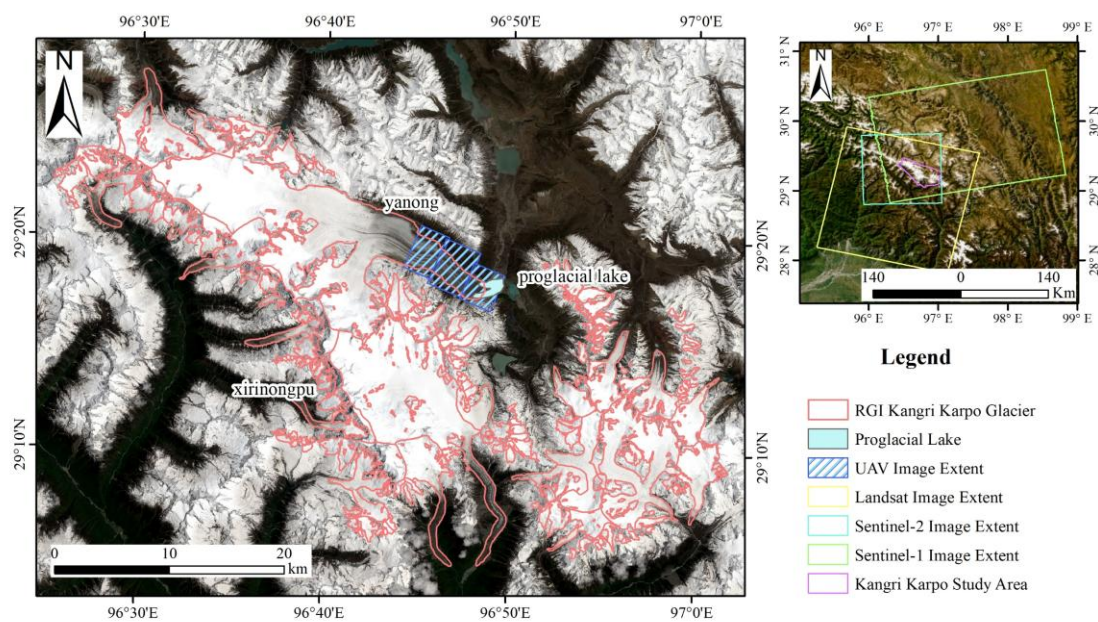 96°30'E 96°40'E 96°50'E 97°0'E
N
29°20'N
29°10'N
yanong
proglacial lake
xirinongpu
29°20'N
29°10'N
0 10 20
km
96°30'E 96°40'E 96°50'E 97°0'E
96° E 97° E 98° E 99° E
N
31° N
30° N
29° N
28° N
140 0 140
Km
96° E 97° E 98° E 99° E
Legend
RGI Kangri Karpo Glacier
Proglacial Lake
UAV Image Extent
Landsat Image Extent
Sentinel-2 Image Extent
Sentinel-1 Image Extent
Kangri Karpo Study Area